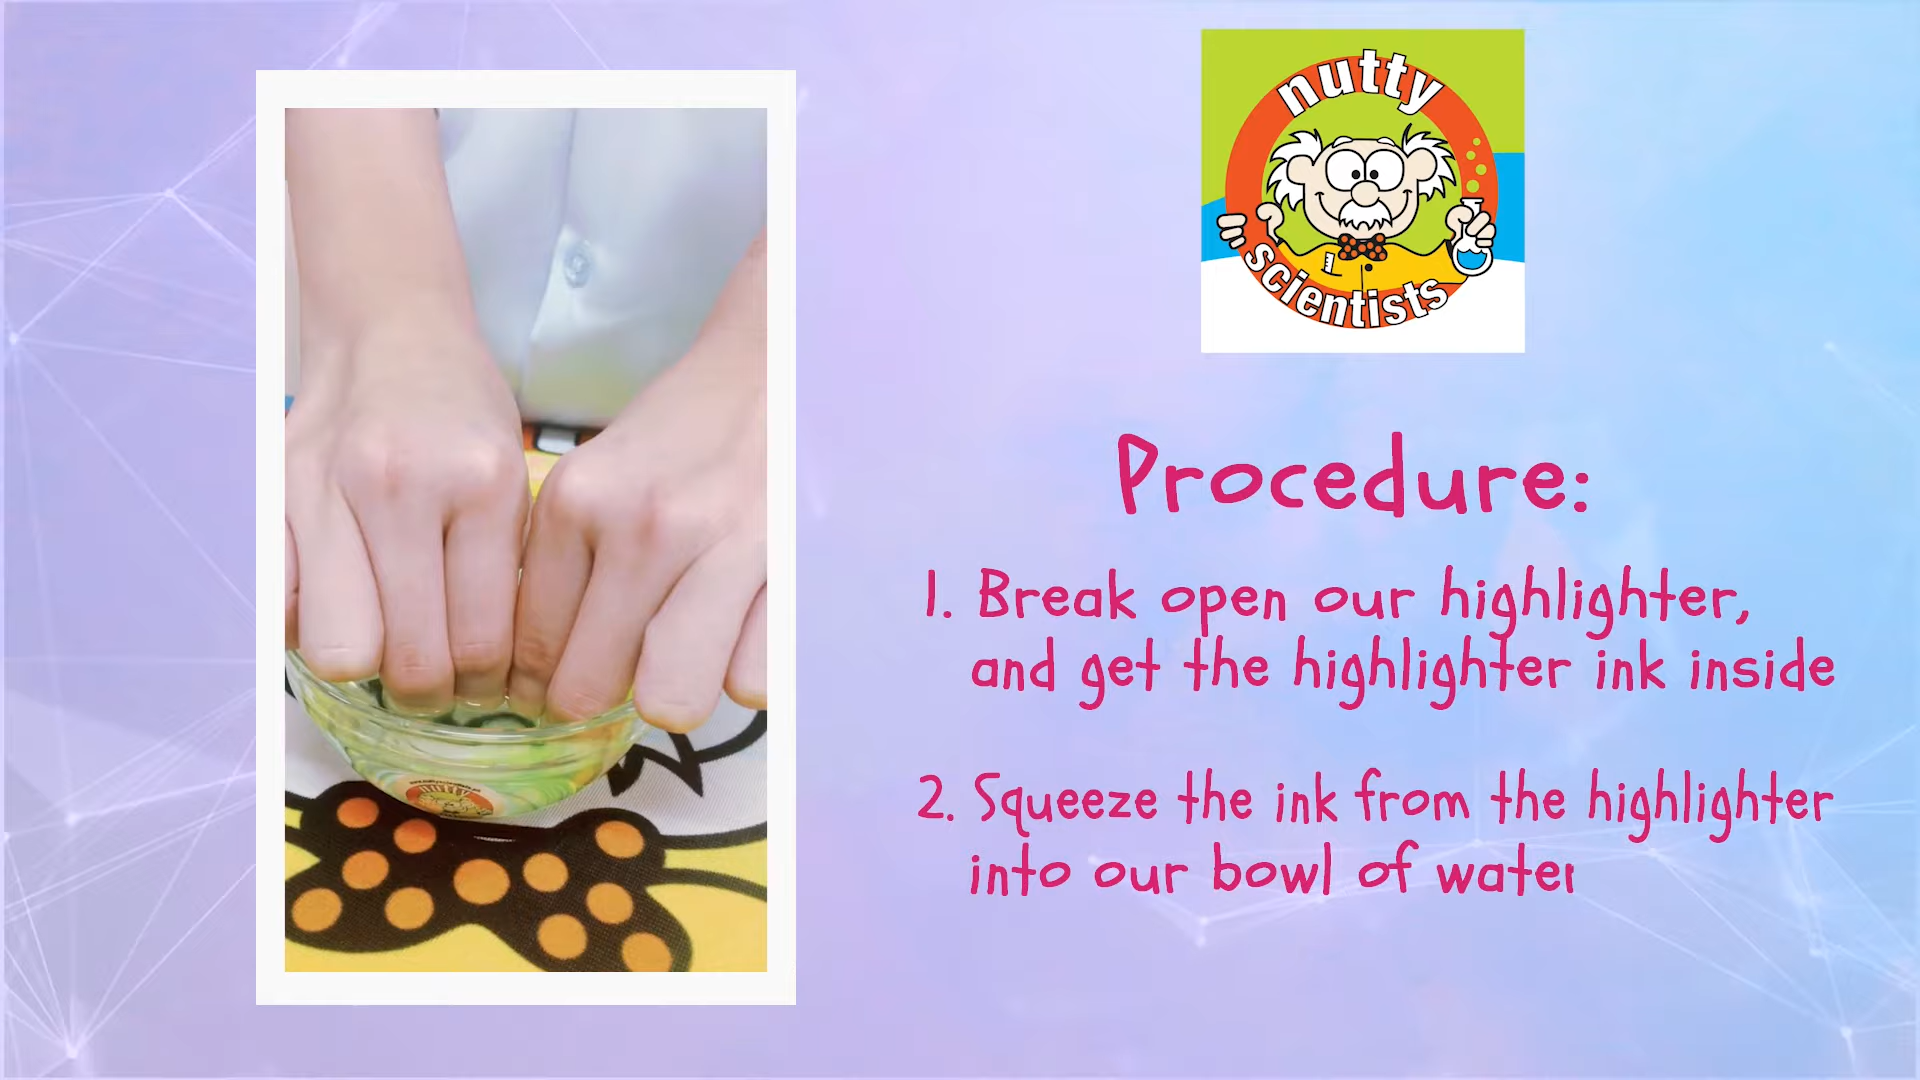 nutty
scientists
Procedure:
1. Break open our highlighter,
and get the highlighter ink inside
2. Squeeze the ink from the highlighter
into our bowl of water
nutty